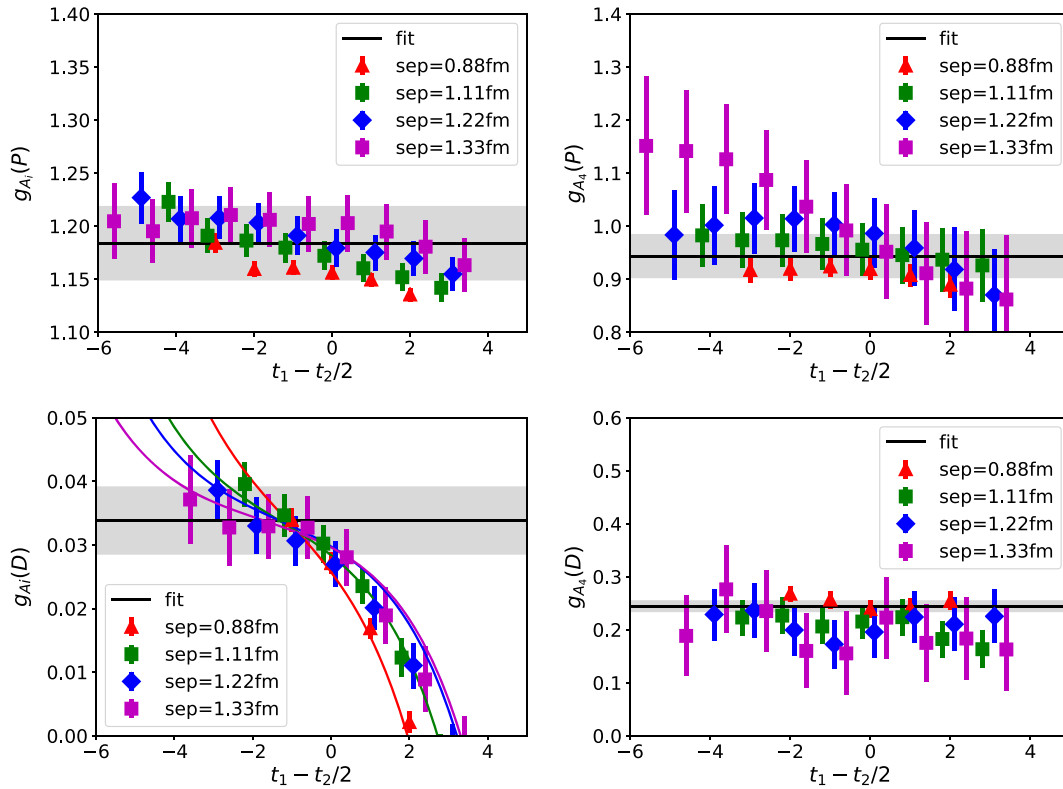 1.40
1.35
1.30
1.25
1.20
1.15
1.10
g_{A_i}(P)
−6 −4 −2 0 2 4
t_1 − t_2/2
fit
sep=0.88fm
sep=1.11fm
sep=1.22fm
sep=1.33fm
1.4
1.3
1.2
1.1
1.0
0.9
0.8
g_{A_4}(P)
−6 −4 −2 0 2 4
t_1 − t_2/2
fit
sep=0.88fm
sep=1.11fm
sep=1.22fm
sep=1.33fm
0.05
0.04
0.03
0.02
0.01
0.00
g_{Ai}(D)
−6 −4 −2 0 2 4
t_1 − t_2/2
fit
sep=0.88fm
sep=1.11fm
sep=1.22fm
sep=1.33fm
0.6
0.5
0.4
0.3
0.2
0.1
0.0
g_{A_4}(D)
−6 −4 −2 0 2 4
t_1 − t_2/2
fit
sep=0.88fm
sep=1.11fm
sep=1.22fm
sep=1.33fm